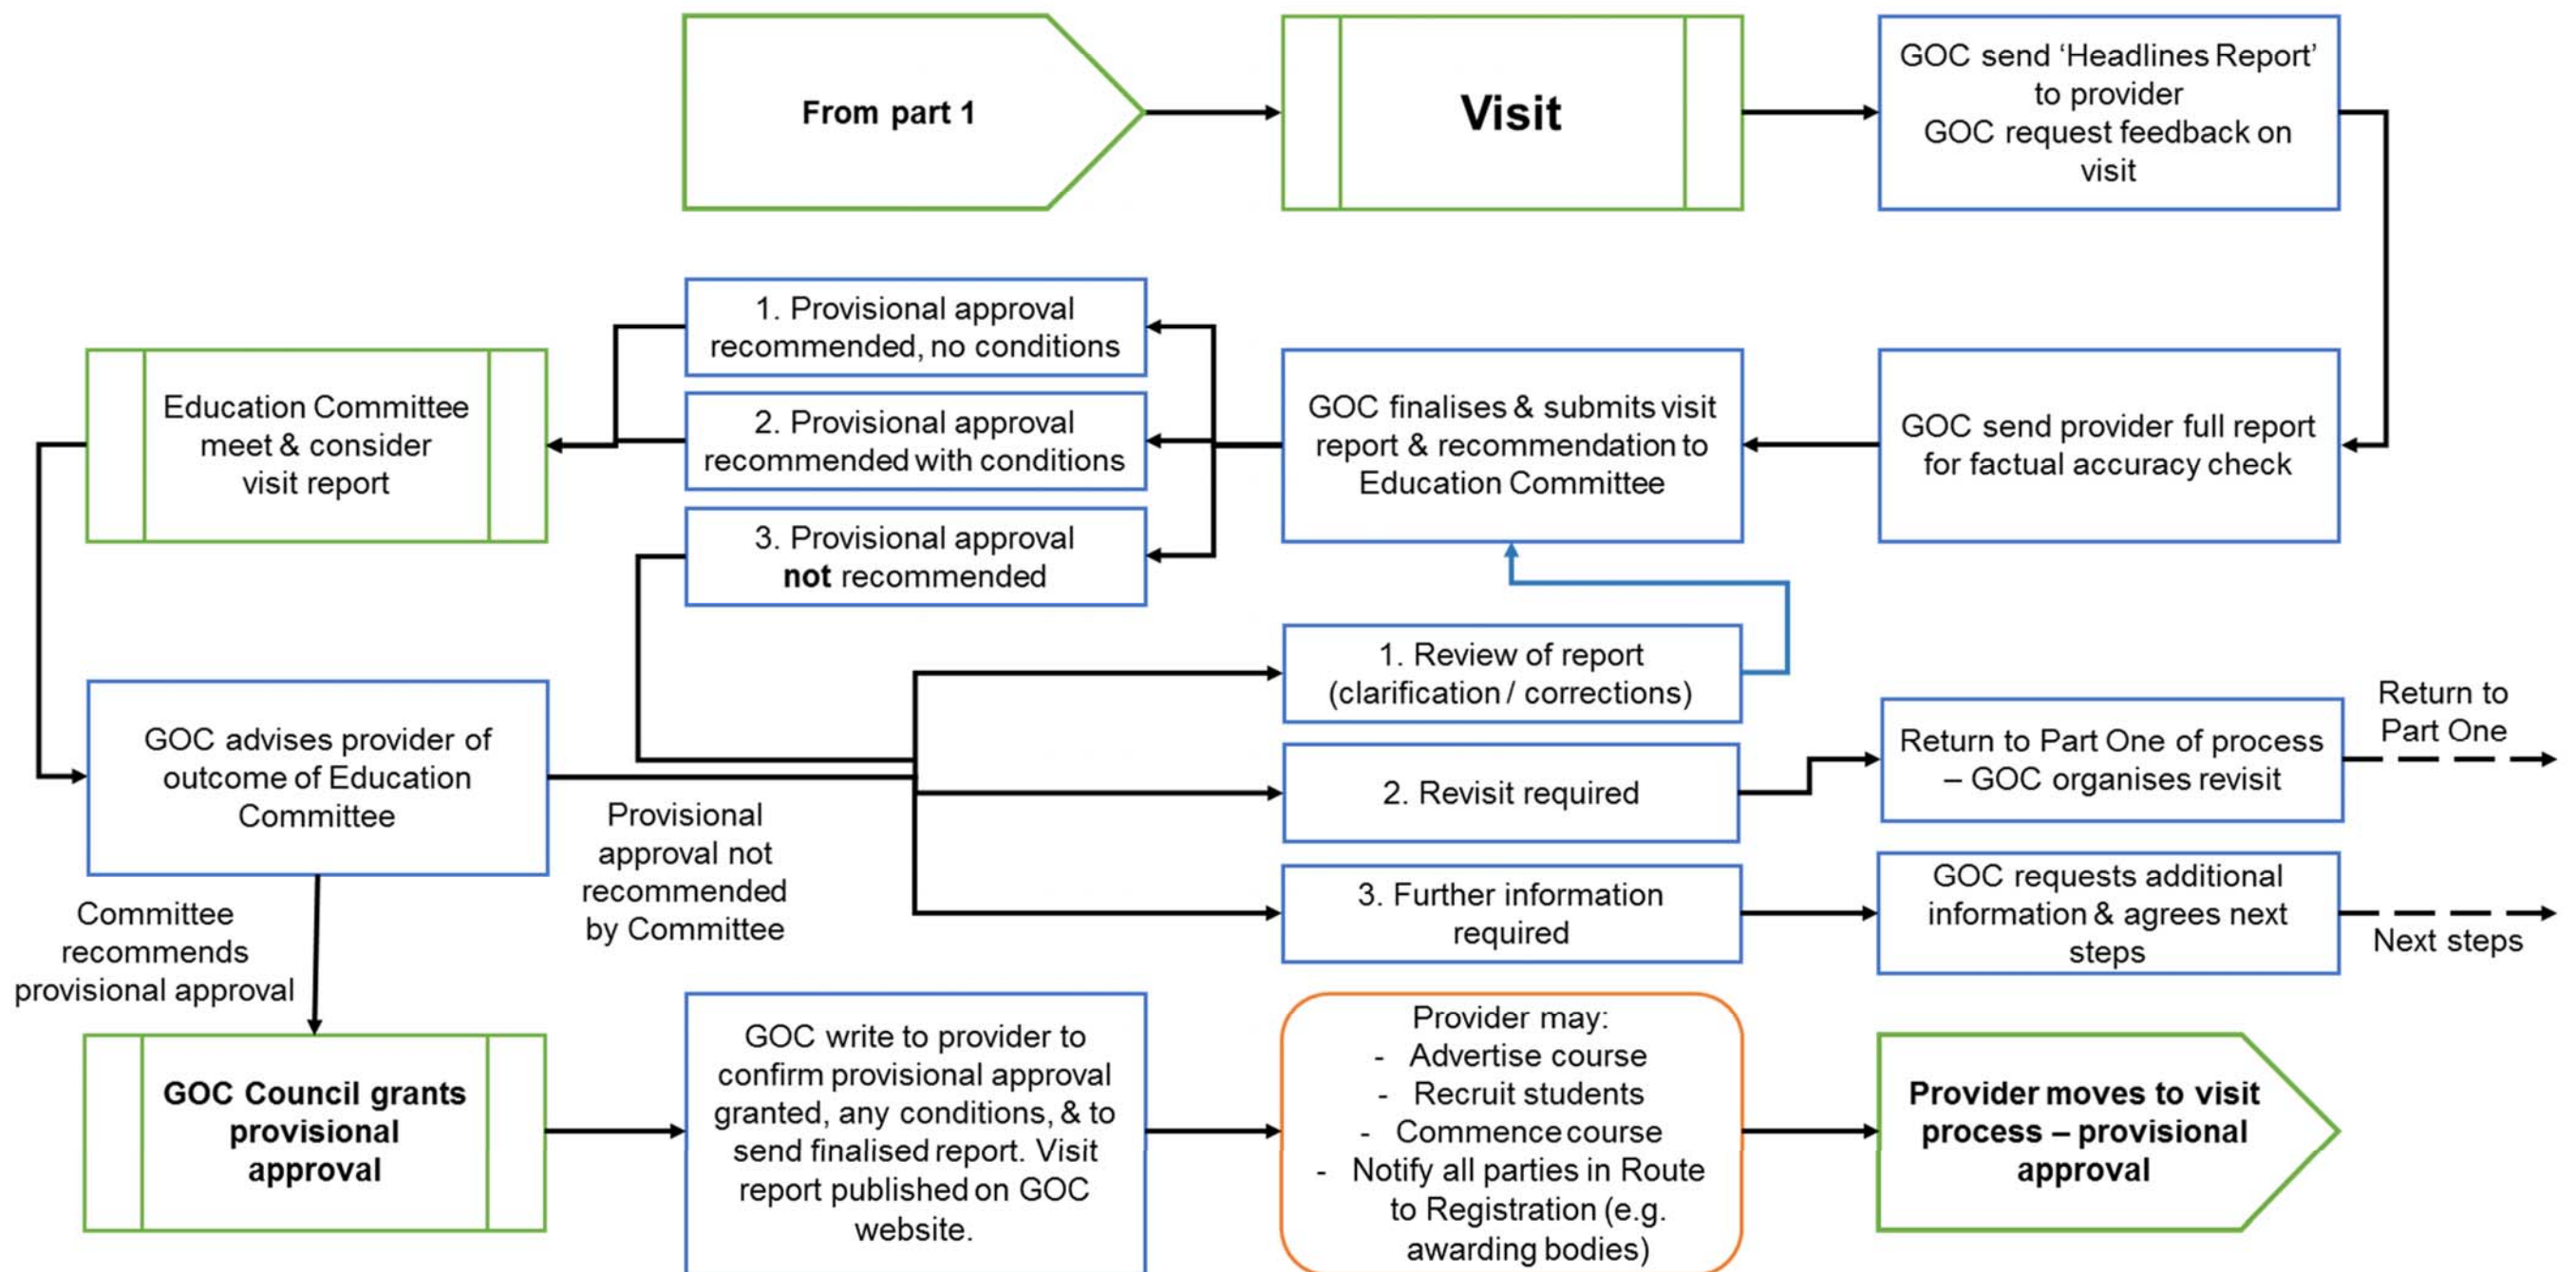 From part 1
Visit
GOC send ‘Headlines Report’
to provider
GOC request feedback on
visit
1. Provisional approval
recommended, no conditions
2. Provisional approval
recommended with conditions
3. Provisional approval
not recommended
Education Committee
meet & consider
visit report
GOC finalises & submits visit
report & recommendation to
Education Committee
GOC send provider full report
for factual accuracy check
GOC advises provider of
outcome of Education
Committee
Provisional
approval not
recommended
by Committee
1. Review of report
(clarification / corrections)
2. Revisit required
3. Further information
required
Return to Part One of process
– GOC organises revisit
Return to
Part One
GOC requests additional
information & agrees next
steps
Next steps
Committee
recommends
provisional approval
GOC Council grants
provisional
approval
GOC write to provider to
confirm provisional approval
granted, any conditions, & to
send finalised report. Visit
report published on GOC
website.
Provider may:
- Advertise course
- Recruit students
- Commence course
- Notify all parties in Route
to Registration (e.g.
awarding bodies)
Provider moves to visit
process – provisional
approval